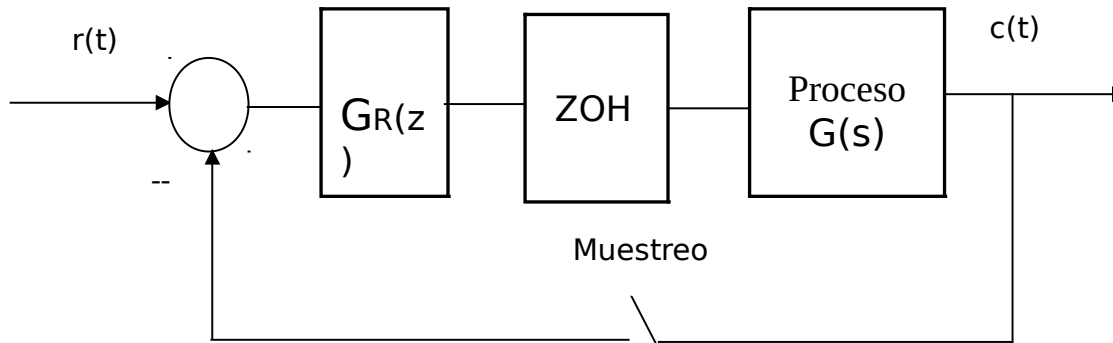 r(t)
c(t)
GR(z
)
ZOH
Proceso
G(s)
--
Muestreo